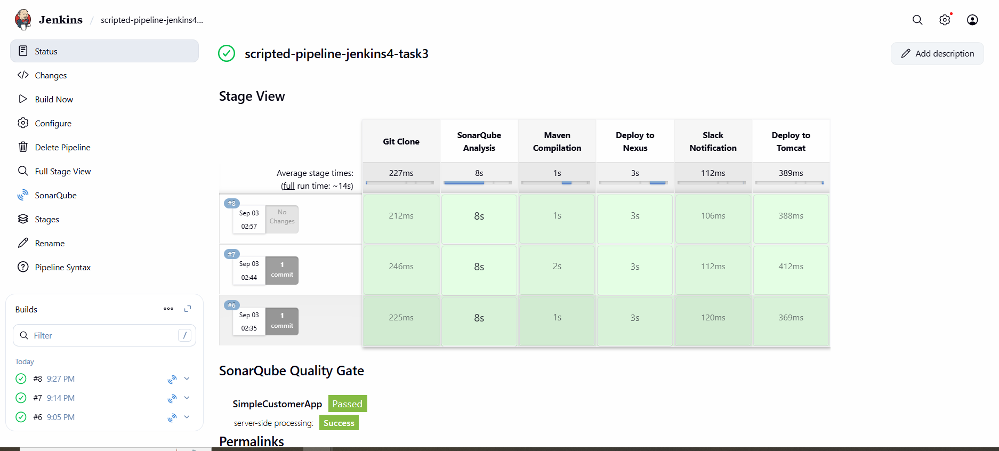 Jenkins / scripted-pipeline-jenkins4...
Status
Changes
Build Now
Configure
Delete Pipeline
Full Stage View
SonarQube
Stages
Rename
Pipeline Syntax
Builds
Filter /
Today
#8 9:27 PM
#7 9:14 PM
#6 9:05 PM
scripted-pipeline-jenkins4-task3
Add description
Stage View
Git Clone
SonarQube
Analysis
Maven
Compilation
Deploy to
Nexus
Slack
Notification
Deploy to
Tomcat
Average stage times:
(full run time: ~14s)
227ms 8s 1s 3s 112ms 389ms
#8
Sep 03
02:57
No
Changes
212ms 8s 1s 3s 106ms 388ms
#7
Sep 03
02:44
1
commit
246ms 8s 2s 3s 112ms 412ms
#6
Sep 03
02:35
1
commit
225ms 8s 1s 3s 120ms 369ms
SonarQube Quality Gate
SimpleCustomerApp Passed
server-side processing: Success
Permalinks